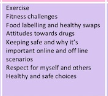 Exercise
Fitness challenges
Food labelling and healthy swaps
Attitudes towards drugs
Keeping safe and why it's
important online and off line
scenarios
Respect for myself and others
Healthy and safe choices